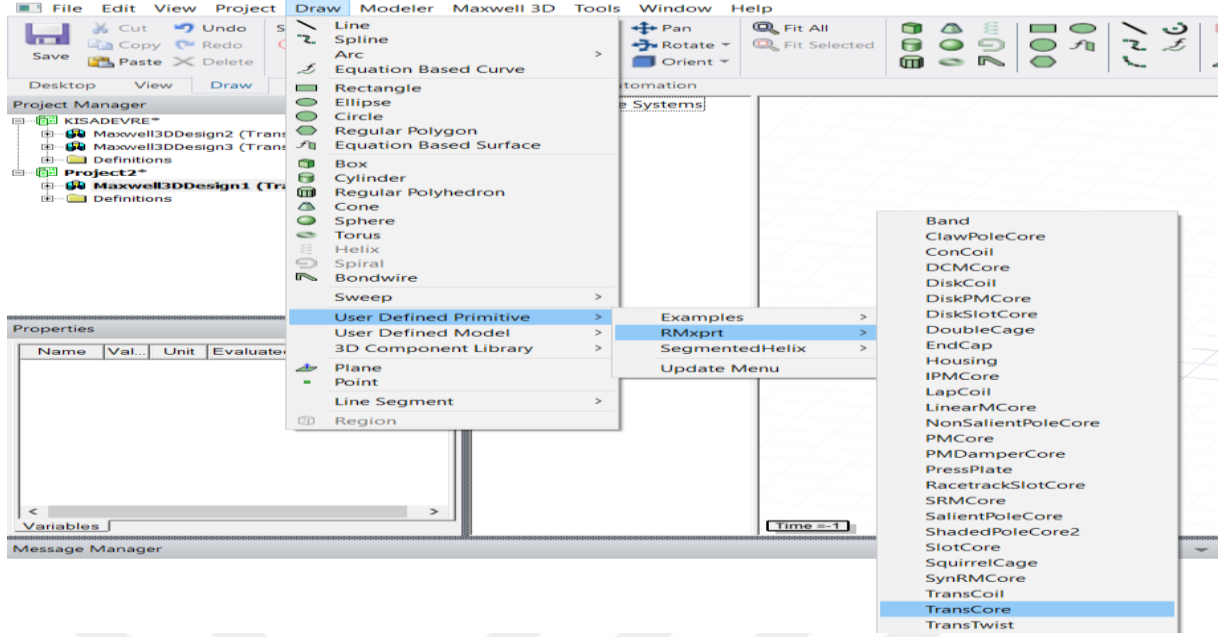 File Edit View Project Draw Modeler Maxwell 3D Tools Window Help
Save
Cut
Copy
Paste
Undo
Redo
Delete
Pan
Rotate
Orient
Fit All
Fit Selected
Desktop View Draw
Project Manager
KISADEVRE*
Maxwell3DDesign2 (Trans
Maxwell3DDesign3 (Trans
Definitions
Project2*
Maxwell3DDesign1 (Tra
Definitions
Properties
Name Val... Unit Evaluate
Variables
Message Manager
Line
Spline
Arc
Equation Based Curve
Rectangle
Ellipse
Circle
Regular Polygon
Equation Based Surface
Box
Cylinder
Regular Polyhedron
Cone
Sphere
Torus
Helix
Spiral
Bondwire
Sweep
User Defined Primitive
User Defined Model
3D Component Library
Plane
Point
Line Segment
Region
tomation
e Systems
Examples
RMxprt
SegmentedHelix
Update Menu
Time =-1
Band
ClawPoleCore
ConCoil
DCMCore
DiskCoil
DiskPMCore
DiskSlotCore
DoubleCage
EndCap
Housing
IPMCore
LapCoil
LinearMCore
NonSalientPoleCore
PMCore
PMDamperCore
PressPlate
RacetrackSlotCore
SRMCore
SalientPoleCore
ShadedPoleCore2
SlotCore
SquirrelCage
SynRMCore
TransCoil
TransCore
TransTwist